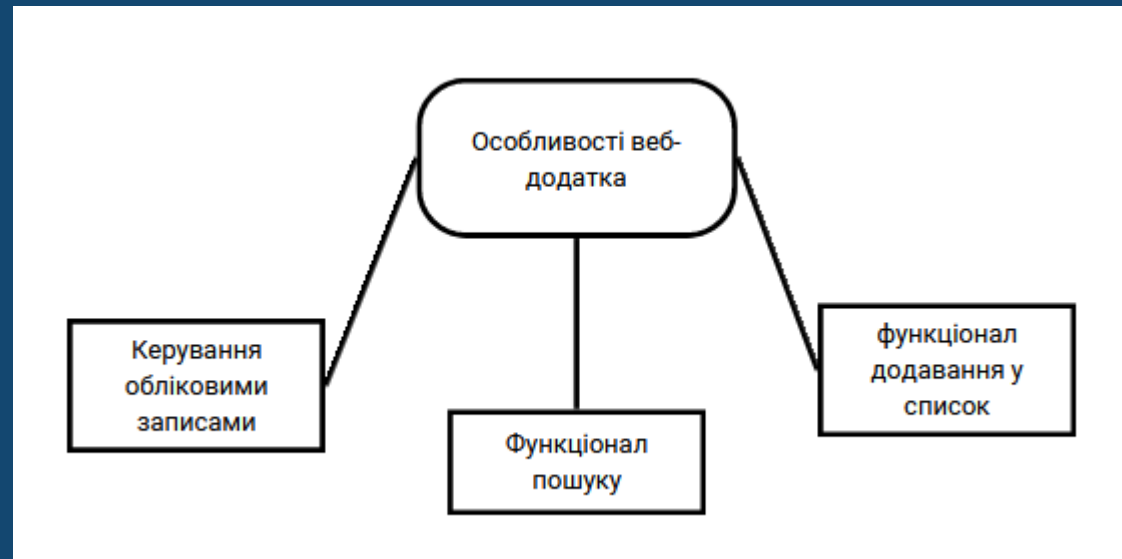 Особливості веб-
додатка
Керування
обліковими
записами
Функціонал
пошуку
функціонал
додавання у
список